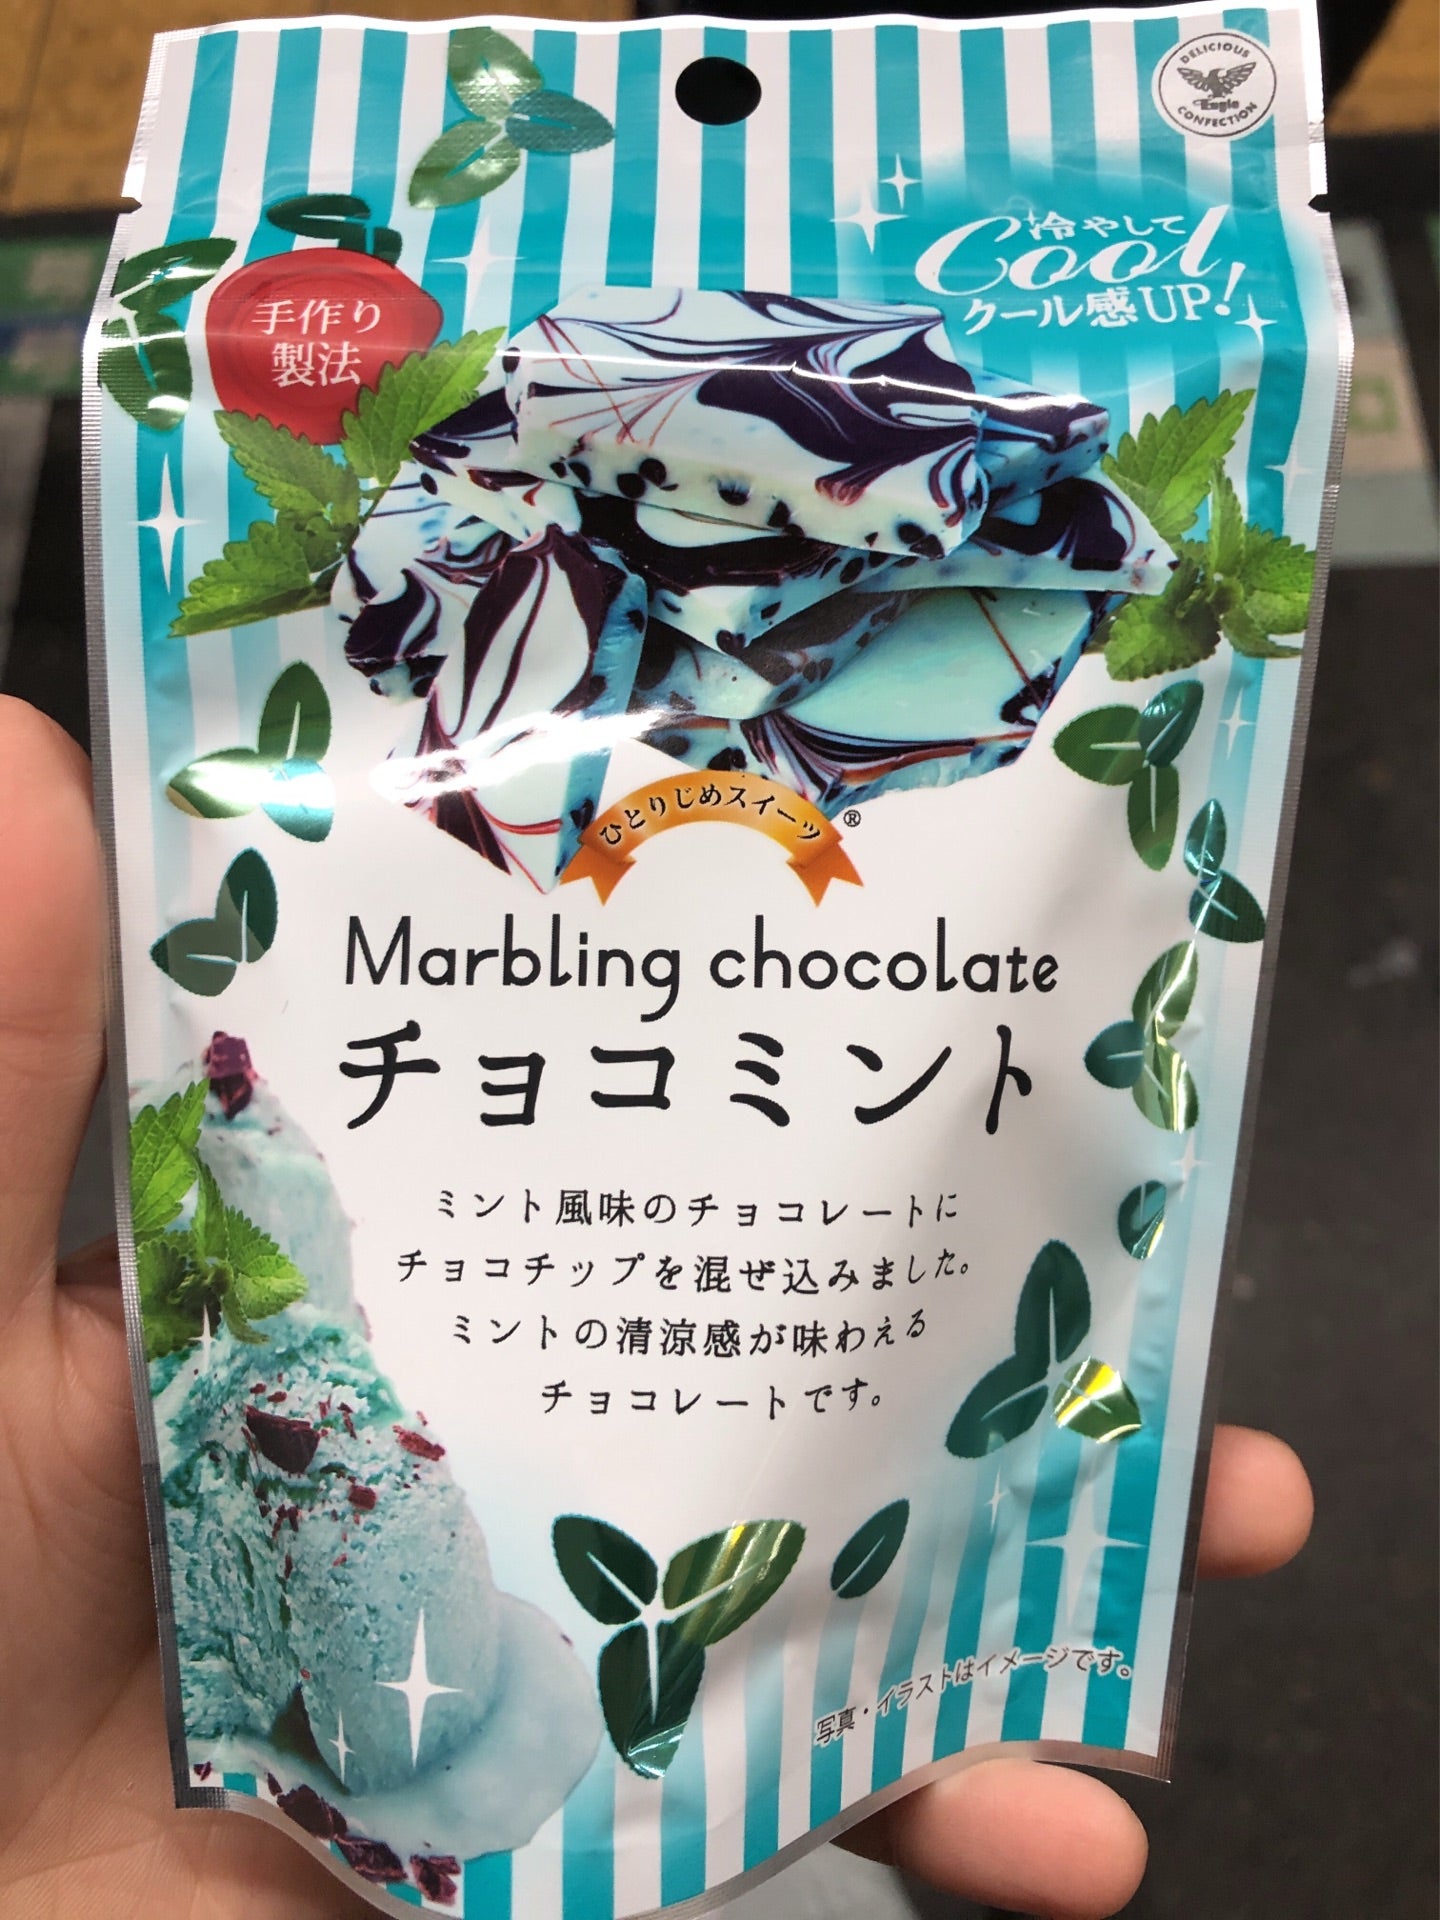 DELICIOUS
Eagle
CONFECTION
冷やして
Cool
クール感UP!
手作り
製法
ひとりじめスイーツ®
Marbling chocolate
チョコミント
ミント風味のチョコレートに
チョコチップを混ぜ込みました。
ミントの清涼感が味わえる
チョコレートです。
写真・イラストはイメージです。